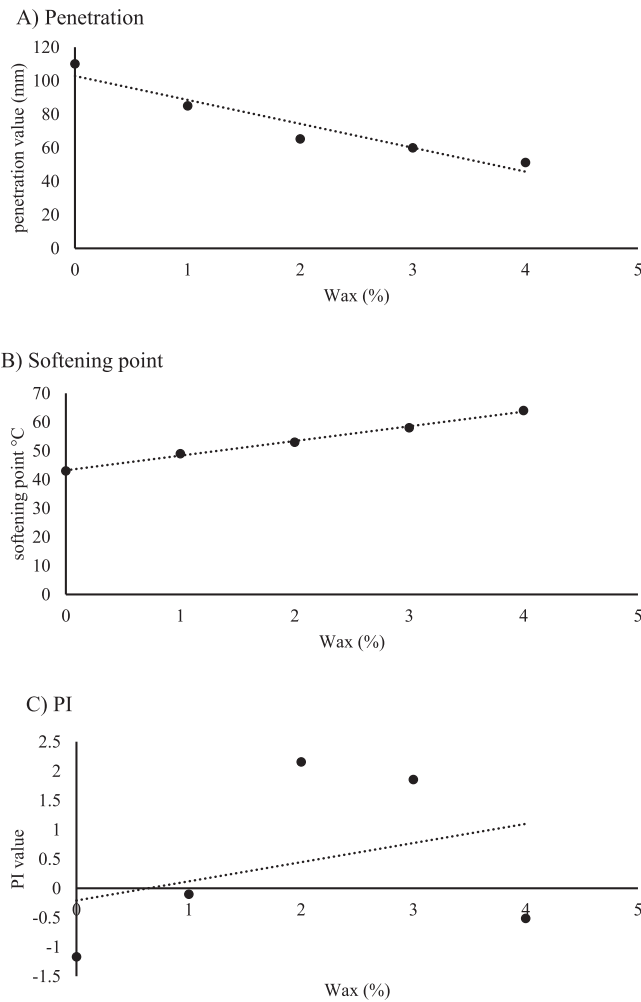 A) Penetration
120
100
80
60
40
20
0
penetration value (mm)
0 1 2 3 4 5
Wax (%)
B) Softening point
70
60
50
40
30
20
10
0
softening point °C
0 1 2 3 4 5
Wax (%)
C) PI
2.5
2
1.5
1
0.5
0
-0.5
-1
-1.5
PI value
0 1 2 3 4 5
Wax (%)